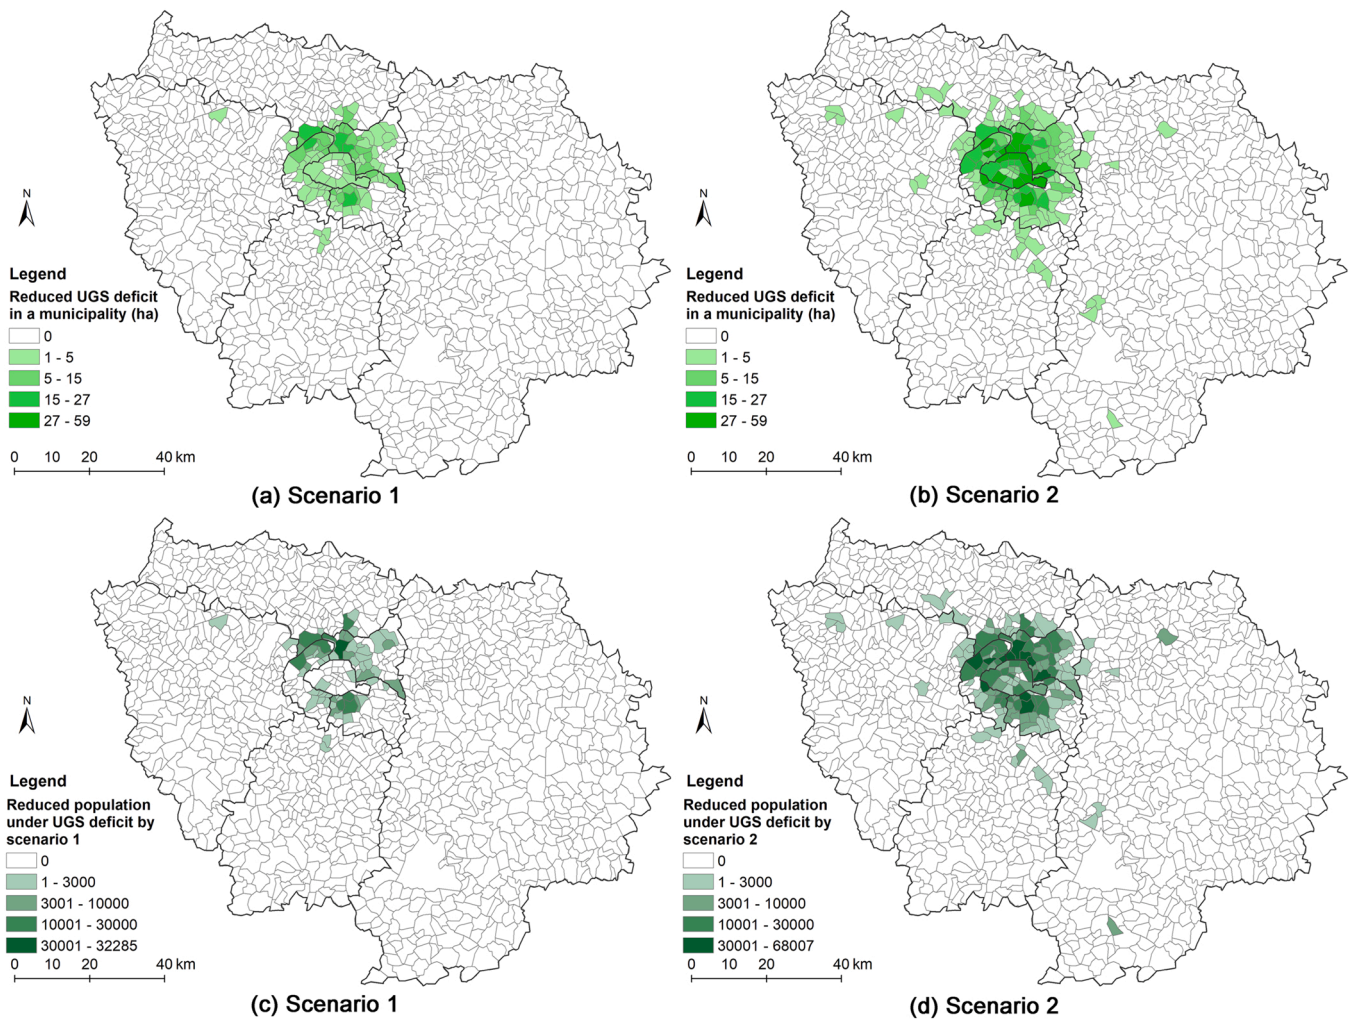 N
Legend
Reduced UGS deficit
in a municipality (ha)
0
1 - 5
5 - 15
15 - 27
27 - 59
0 20 40 km
(a) Scenario 1
N
Legend
Reduced UGS deficit
in a municipality (ha)
0
1 - 5
5 - 15
15 - 27
27 - 59
0 20 40 km
(b) Scenario 2
N
Legend
Reduced population
under UGS deficit by
scenario 1
0
1 - 3000
3001 - 10000
10001 - 30000
30001 - 32285
0 20 40 km
(c) Scenario 1
N
Legend
Reduced population
under UGS deficit by
scenario 2
0
1 - 3000
3001 - 10000
10001 - 30000
30001 - 68007
0 20 40 km
(d) Scenario 2